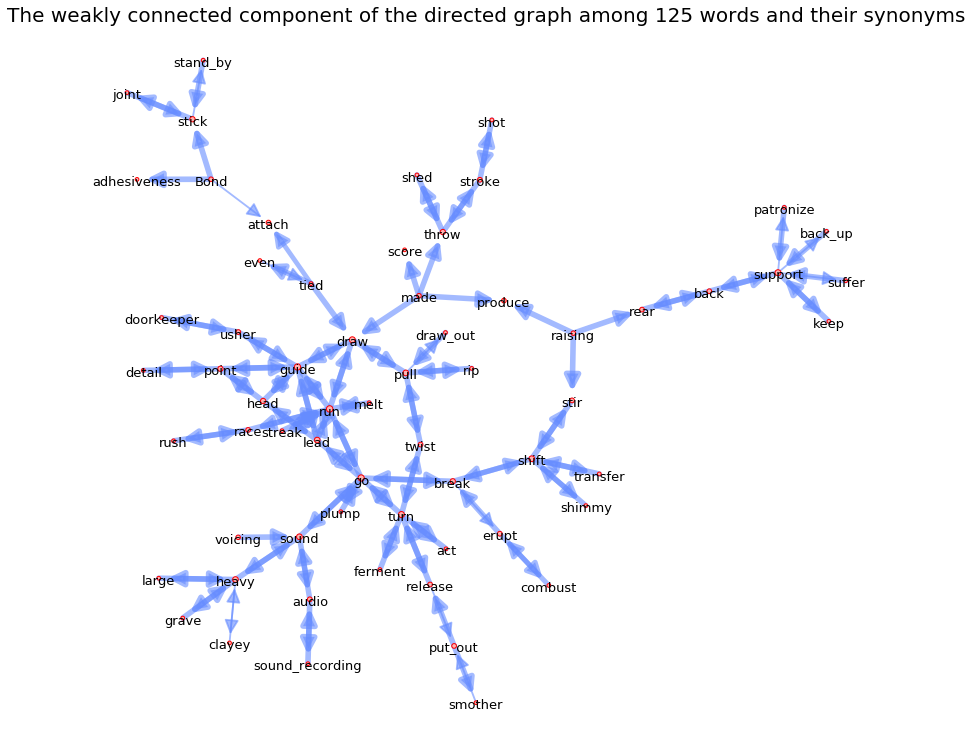 The weakly connected component of the directed graph among 125 words and their synonyms
stand_by
joint
stick
shot
adhesiveness
Bond
shed
stroke
patronize
attach
throw
back_up
even
score
support
tied
suffer
made
produce
back
rear
doorkeeper
keep
usher
draw
draw_out
raising
detail
point
guide
pull
rip
head
run
melt
stir
rush
race
streak
lead
twist
shift
go
break
transfer
plump
turn
shimmy
voicing
sound
erupt
act
large
heavy
ferment
release
combust
audio
grave
clayey
put_out
sound_recording
smother